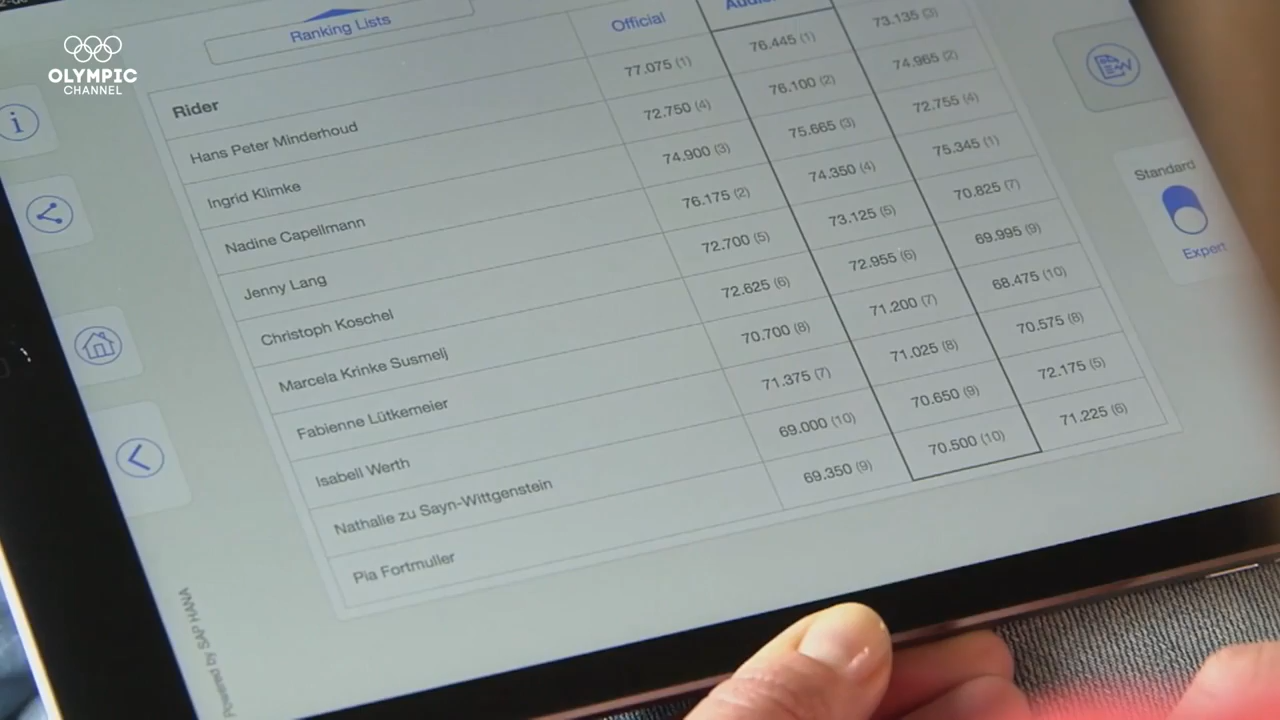 OLYMPIC
CHANNEL
Ranking Lists
Rider Official
Hans Peter Minderhoud 77.075 (1) 76.445 (1) 73.135 (3)
Ingrid Klimke 72.750 (4) 76.100 (2) 74.965 (2)
Nadine Capellmann 74.900 (3) 75.665 (3) 72.755 (4)
Jenny Lang 76.175 (2) 74.350 (4) 75.345 (1)
Christoph Koschel 72.700 (5) 73.125 (5) 70.825 (7)
Marcela Krinke Susmelj 72.625 (6) 72.955 (6) 69.995 (9)
Fabienne Lütkemeier 70.700 (8) 71.200 (7) 68.475 (10)
Isabell Werth 71.375 (7) 71.025 (8) 70.575 (8)
Nathalie zu Sayn-Wittgenstein 69.000 (10) 70.650 (9) 72.175 (5)
Pia Fortmuller 69.350 (9) 70.500 (10) 71.225 (6)
Standard
Expert
Powered by SAP HANA